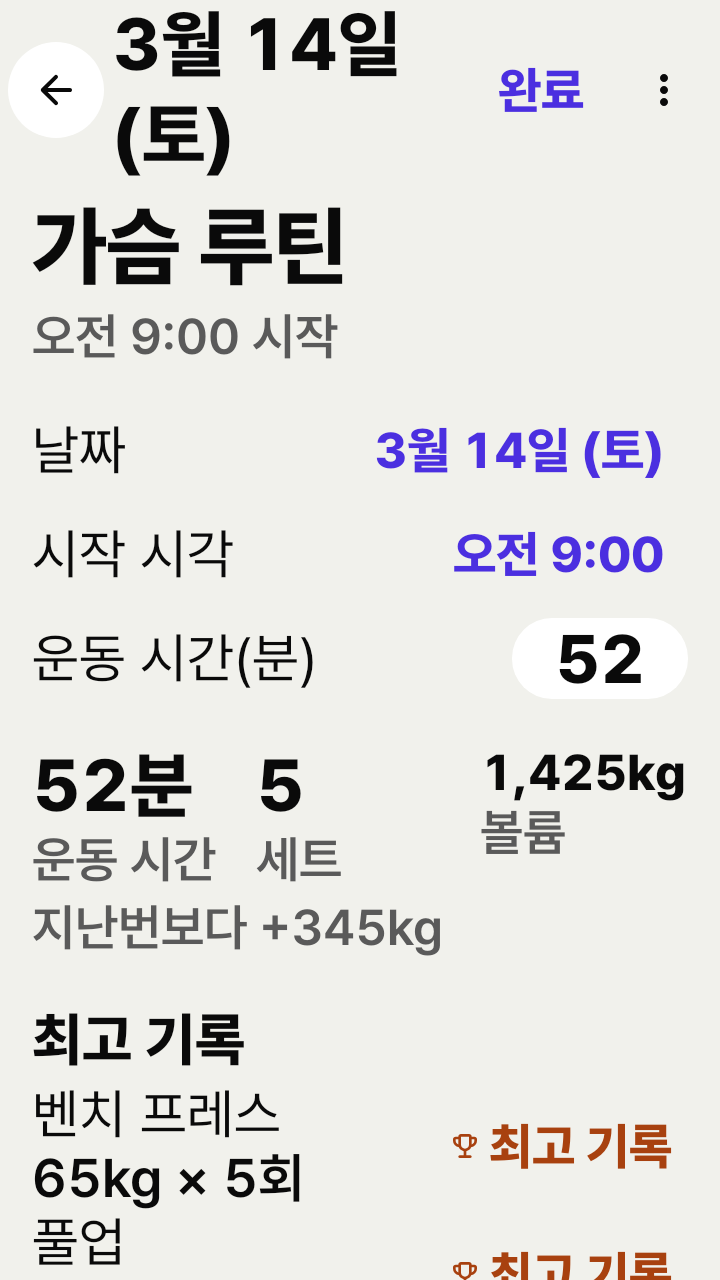 3월 14일
(토)
완료
가슴 루틴
오전 9:00 시작
날짜 3월 14일 (토)
시작 시각 오전 9:00
운동 시간(분) 52
52분 5 1,425kg
운동 시간 세트 볼륨
지난번보다 +345kg
최고 기록
벤치 프레스
65kg × 5회
최고 기록
풀업
최고 기록